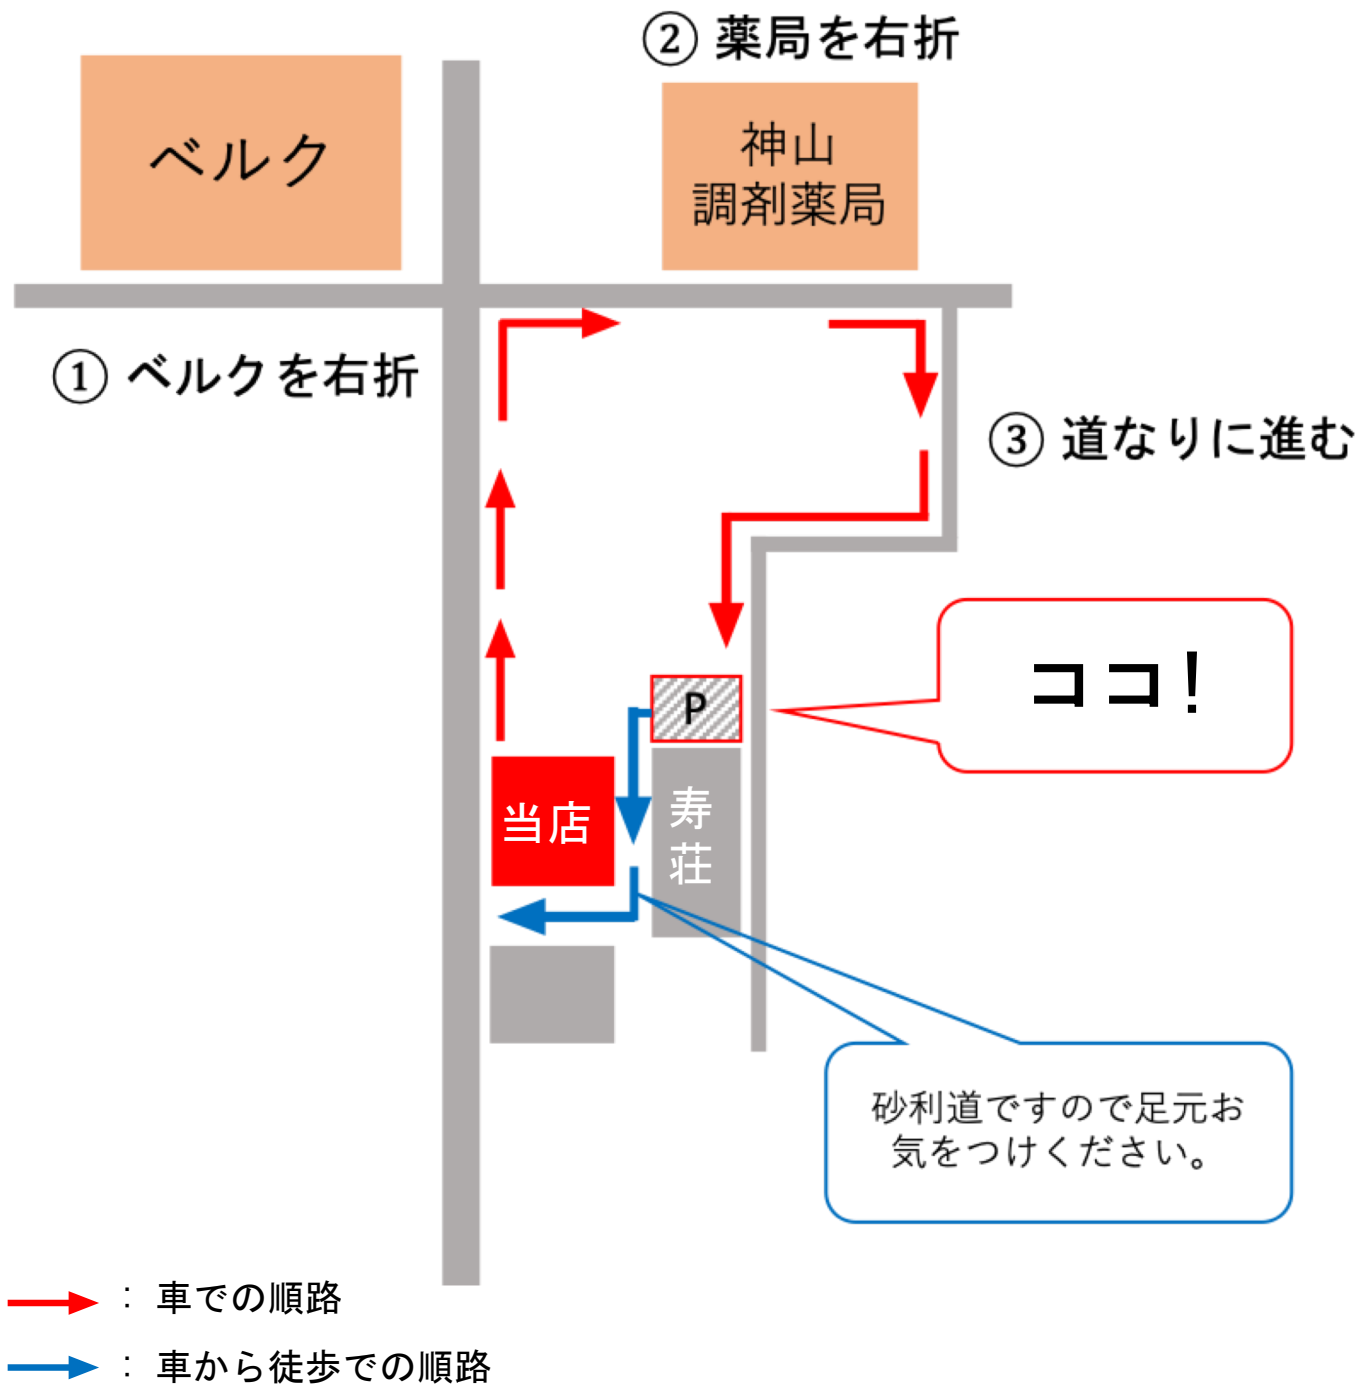 ② 薬局を右折
ベルク
神山
調剤薬局
① ベルクを右折
③ 道なりに進む
ココ！
P
当店
寿
荘
砂利道ですので足元お
気をつけください。
： 車での順路
： 車から徒歩での順路